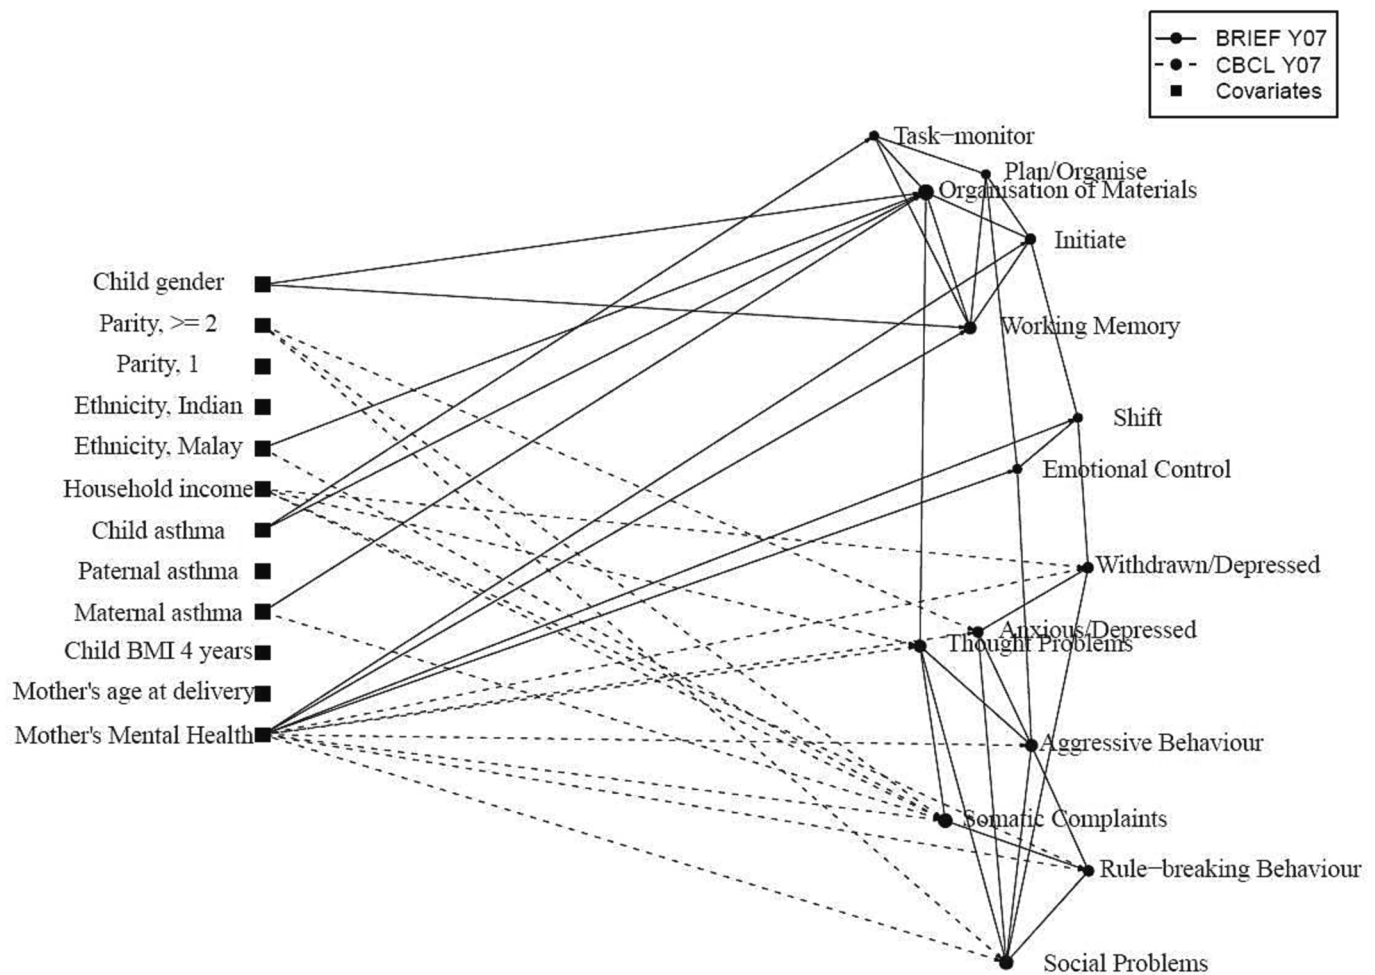 BRIEF Y07
CBCL Y07
Covariates
Task−monitor
Plan/Organise
Organisation of Materials
Initiate
Working Memory
Shift
Emotional Control
Withdrawn/Depressed
Anxious/Depressed
Thought Problems
Aggressive Behaviour
Somatic Complaints
Rule−breaking Behaviour
Social Problems
Child gender
Parity, >= 2
Parity, 1
Ethnicity, Indian
Ethnicity, Malay
Household income
Child asthma
Paternal asthma
Maternal asthma
Child BMI 4 years
Mother's age at delivery
Mother's Mental Health